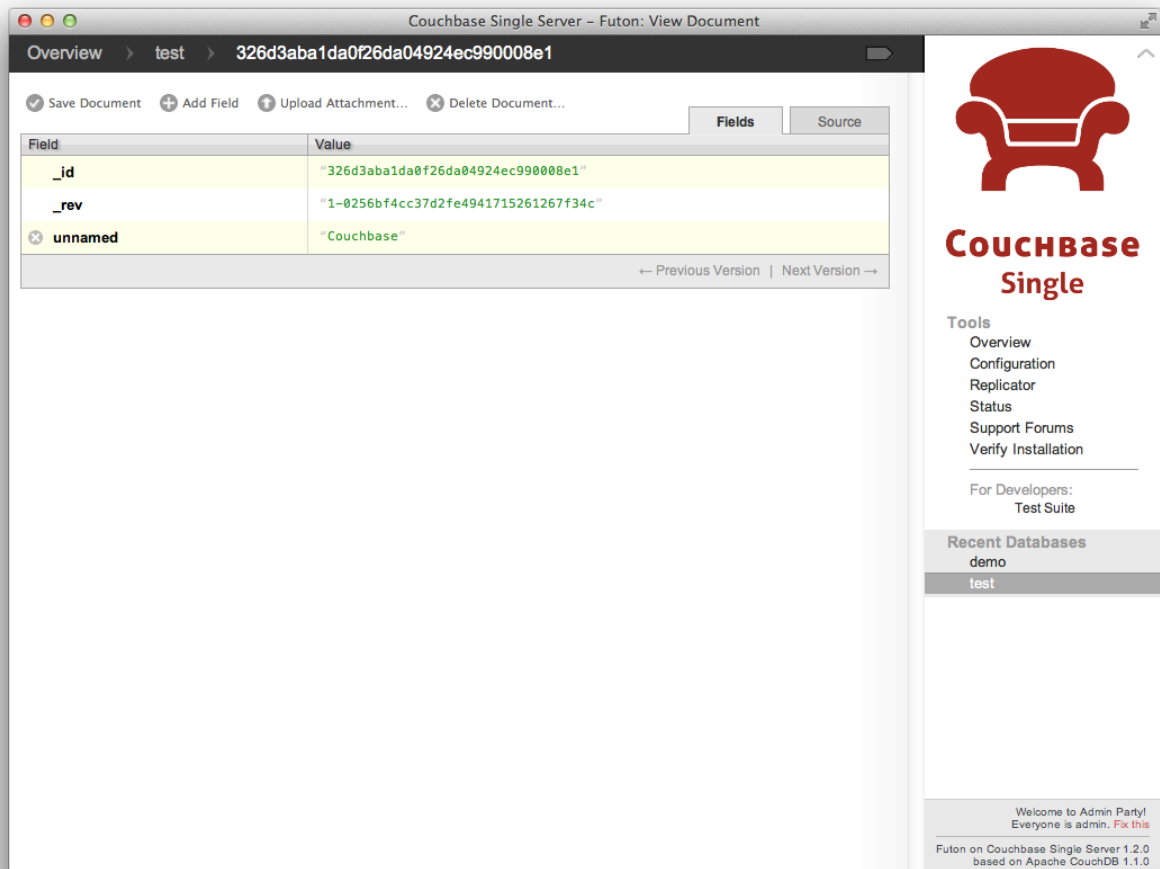 Couchbase Single Server – Futon: View Document
Overview test 326d3aba1da0f26da04924ec990008e1
Save Document Add Field Upload Attachment... Delete Document...
Fields Source
Field Value
_id "326d3aba1da0f26da04924ec990008e1"
_rev "1-0256bf4cc37d2fe4941715261267f34c"
unnamed "Couchbase"
← Previous Version | Next Version →
Couchbase
Single
Tools
Overview
Configuration
Replicator
Status
Support Forums
Verify Installation
For Developers:
Test Suite
Recent Databases
demo
test
Welcome to Admin Party!
Everyone is admin. Fix this
Futon on Couchbase Single Server 1.2.0
based on Apache CouchDB 1.1.0